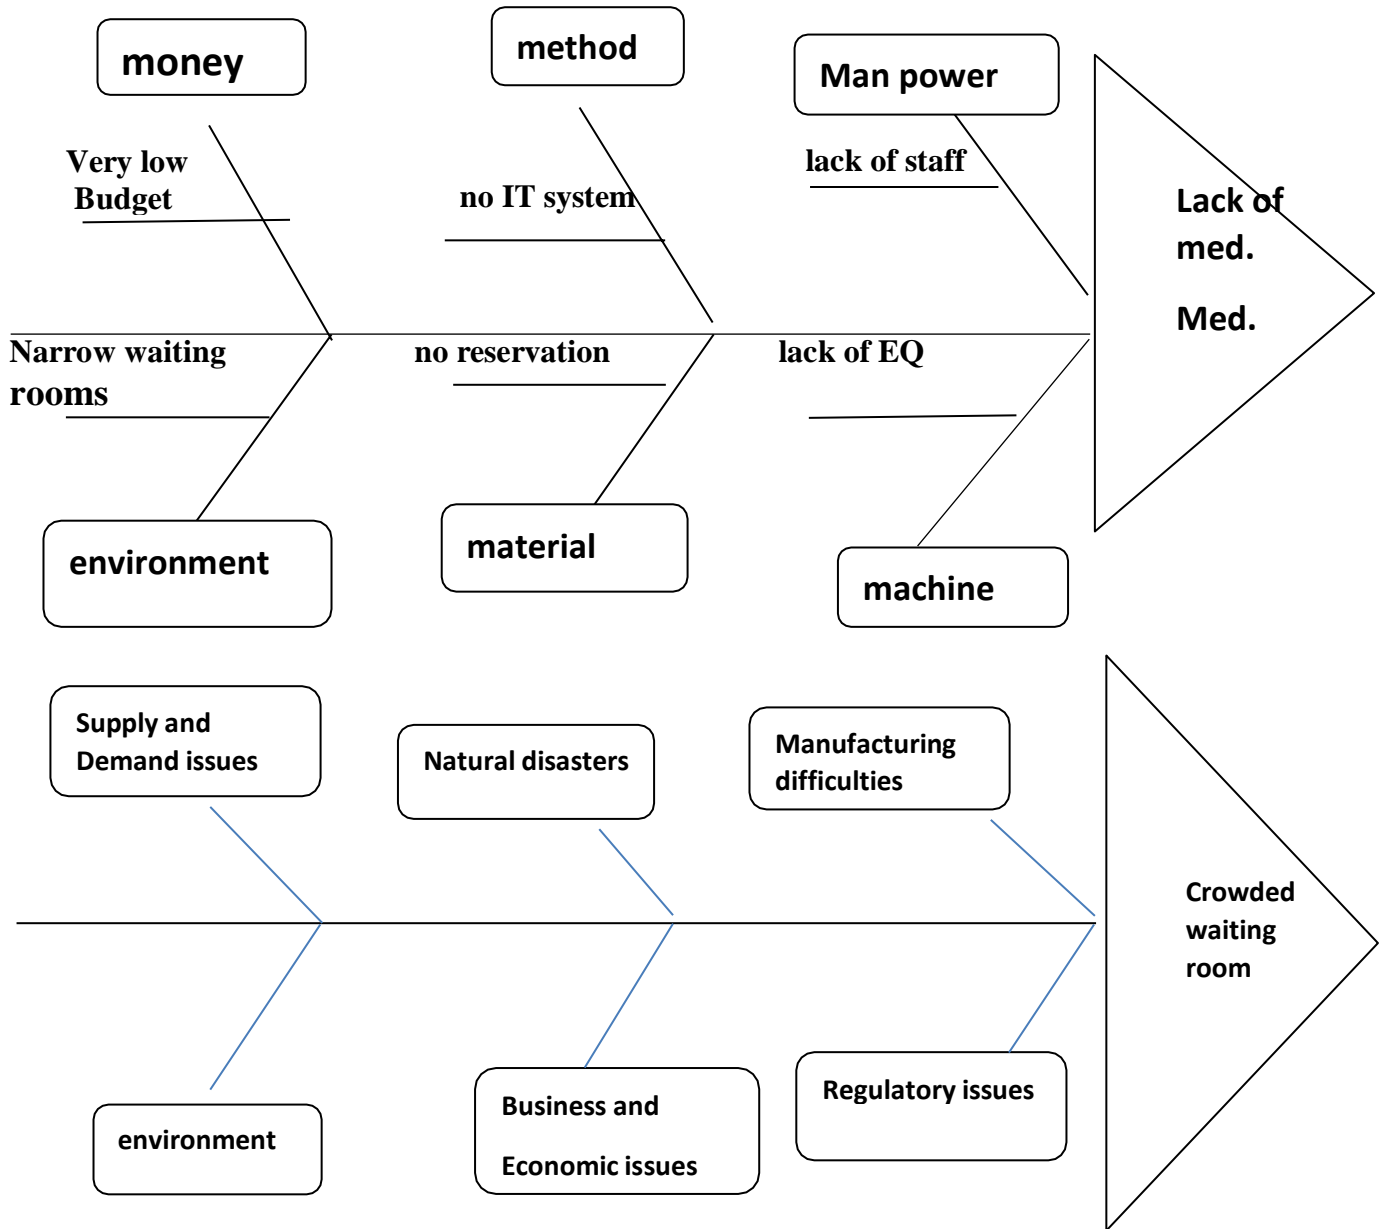 money
method
Man power
Very low
Budget
no IT system
lack of staff
Lack of
med.
Med.
Narrow waiting
rooms
no reservation
lack of EQ
environment
material
machine
Supply and
Demand issues
Natural disasters
Manufacturing
difficulties
Crowded
waiting
room
environment
Business and
Economic issues
Regulatory issues